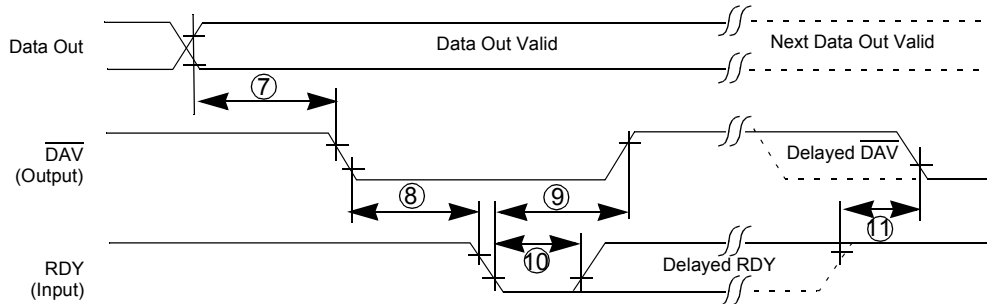 Data Out
Data Out Valid
Next Data Out Valid
7
DAV
(Output)
Delayed DAV
8
9
11
RDY
(Input)
10
Delayed RDY